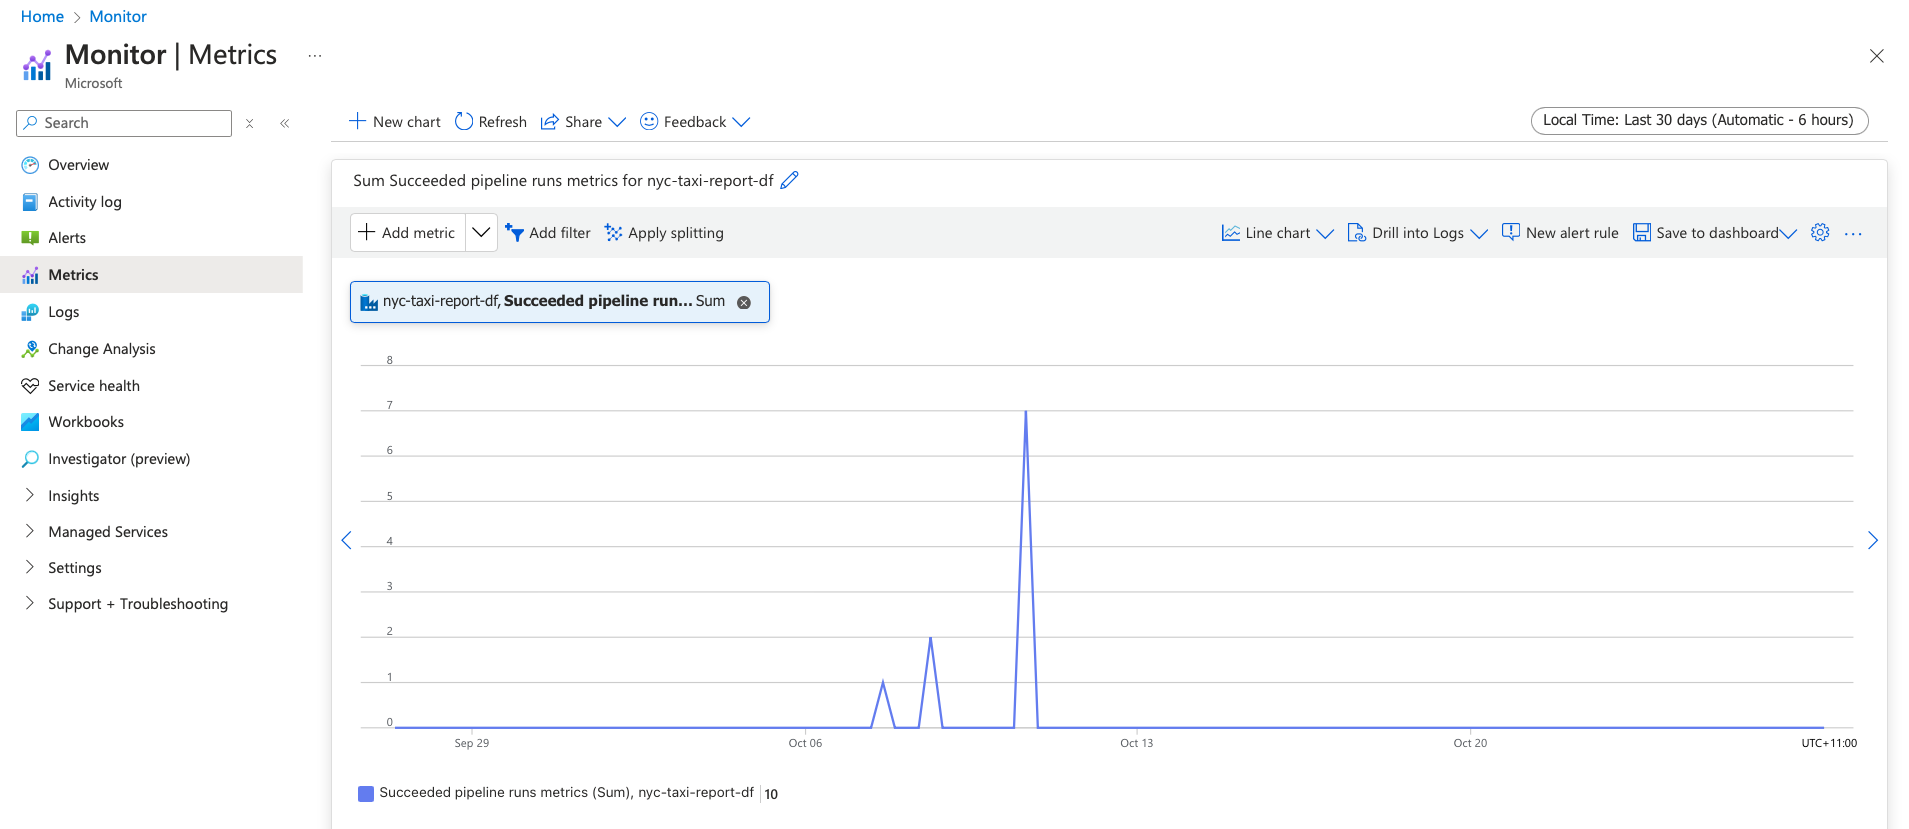 Home > Monitor
Monitor | Metrics ...
Microsoft
Search
Overview
Activity log
Alerts
Metrics
Logs
Change Analysis
Service health
Workbooks
Investigator (preview)
Insights
Managed Services
Settings
Support + Troubleshooting
New chart Refresh Share Feedback
Local Time: Last 30 days (Automatic - 6 hours)
Sum Succeeded pipeline runs metrics for nyc-taxi-report-df
Add metric Add filter Apply splitting
Line chart Drill into Logs New alert rule Save to dashboard ...
nyc-taxi-report-df, Succeeded pipeline run... Sum
8
7
6
5
4
3
2
1
0
Sep 29 Oct 06 Oct 13 Oct 20 UTC+11:00
Succeeded pipeline runs metrics (Sum), nyc-taxi-report-df | 10